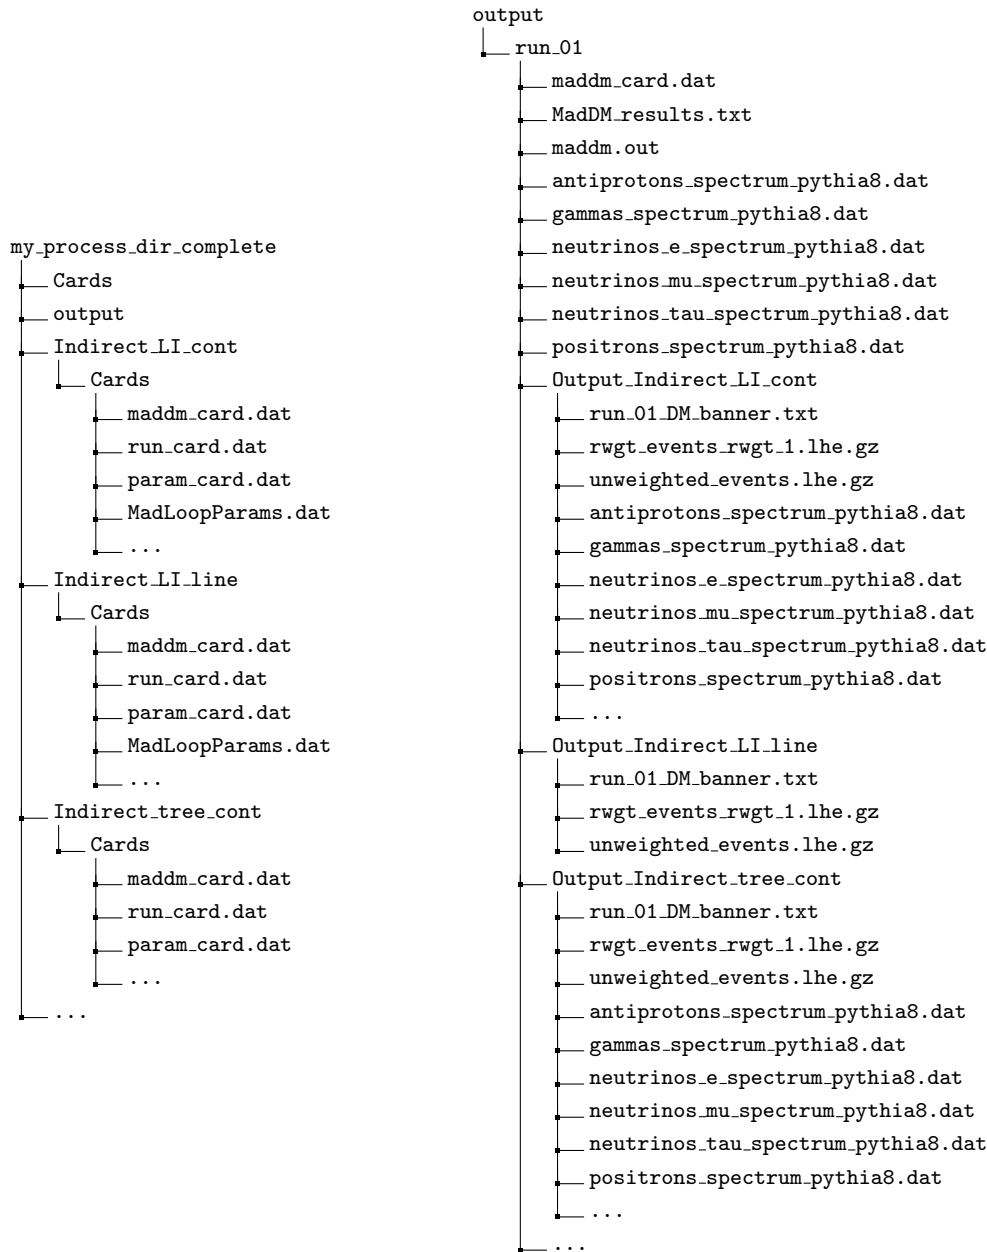 my_process_dir_complete
Cards
output
Indirect_LI_cont
Cards
maddm_card.dat
run_card.dat
param_card.dat
MadLoopParams.dat
...
Indirect_LI_line
Cards
maddm_card.dat
run_card.dat
param_card.dat
MadLoopParams.dat
...
Indirect_tree_cont
Cards
maddm_card.dat
run_card.dat
param_card.dat
...
...
output
run_01
maddm_card.dat
MadDM_results.txt
maddm.out
antiprotons_spectrum_pythia8.dat
gammas_spectrum_pythia8.dat
neutrinos_e_spectrum_pythia8.dat
neutrinos_mu_spectrum_pythia8.dat
neutrinos_tau_spectrum_pythia8.dat
positrons_spectrum_pythia8.dat
Output_Indirect_LI_cont
run_01_DM_banner.txt
rwgt_events_rwgt_1.lhe.gz
unweighted_events.lhe.gz
antiprotons_spectrum_pythia8.dat
gammas_spectrum_pythia8.dat
neutrinos_e_spectrum_pythia8.dat
neutrinos_mu_spectrum_pythia8.dat
neutrinos_tau_spectrum_pythia8.dat
positrons_spectrum_pythia8.dat
...
Output_Indirect_LI_line
run_01_DM_banner.txt
rwgt_events_rwgt_1.lhe.gz
unweighted_events.lhe.gz
Output_Indirect_tree_cont
run_01_DM_banner.txt
rwgt_events_rwgt_1.lhe.gz
unweighted_events.lhe.gz
antiprotons_spectrum_pythia8.dat
gammas_spectrum_pythia8.dat
neutrinos_e_spectrum_pythia8.dat
neutrinos_mu_spectrum_pythia8.dat
neutrinos_tau_spectrum_pythia8.dat
positrons_spectrum_pythia8.dat
...
...